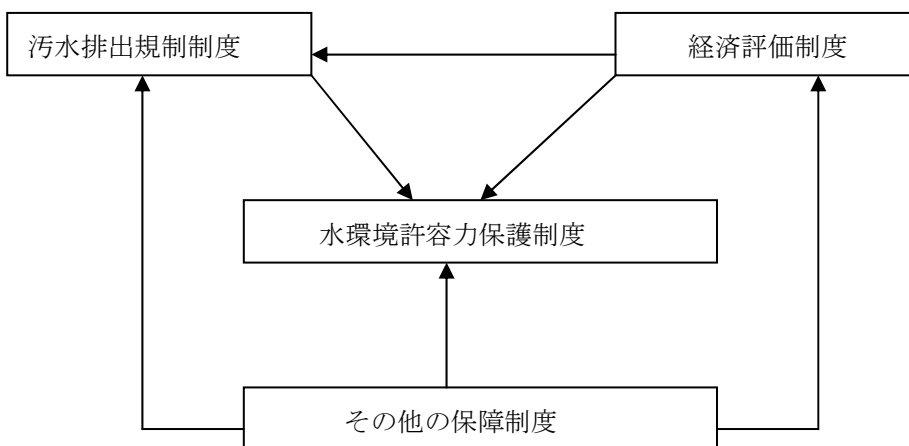 汚水排出規制制度
経済評価制度
水環境許容力保護制度
その他の保障制度